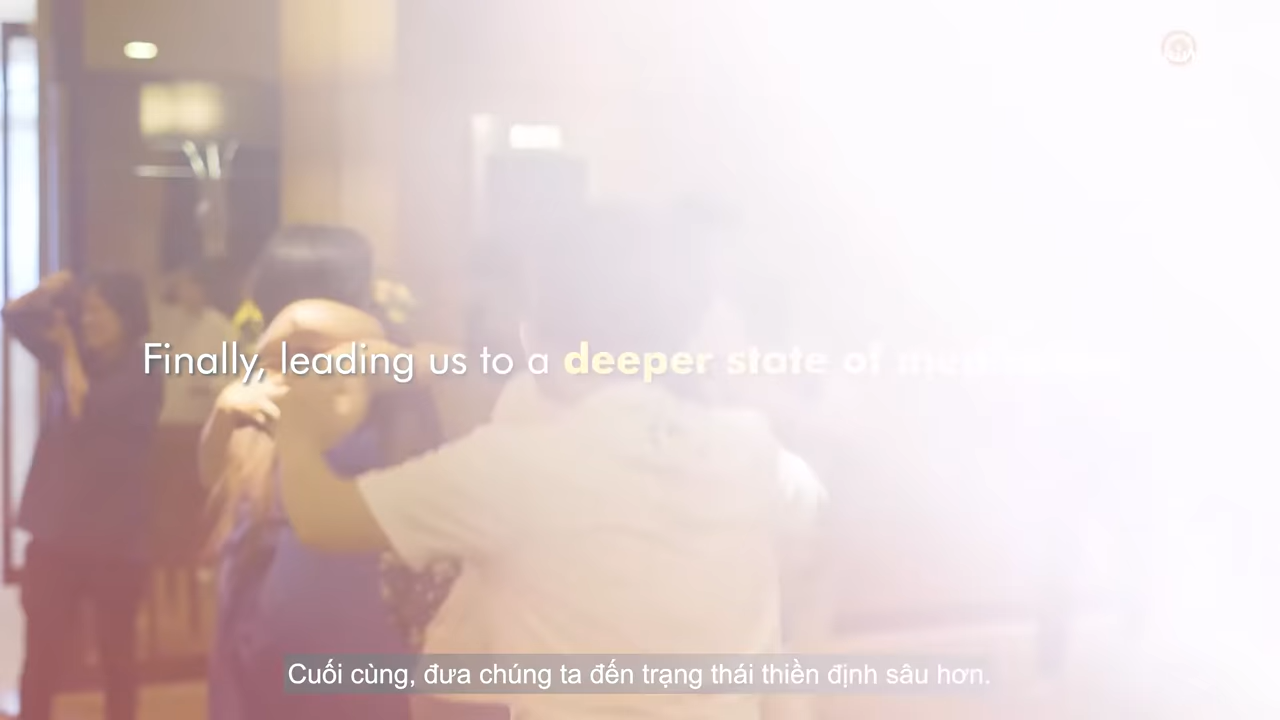 Finally, leading us to a deeper state of
Cuối cùng, đưa chúng ta đến trạng thái thiền định sâu hơn.